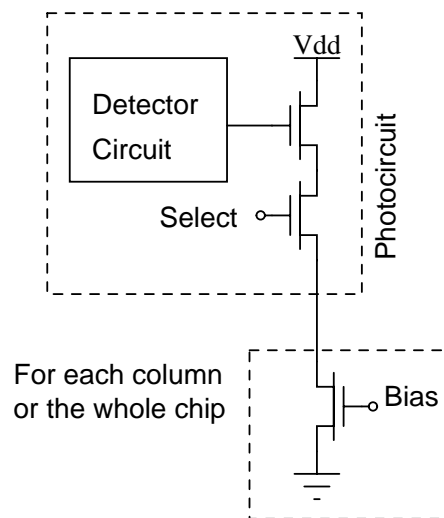 Vdd
Detector
Circuit
Select
Photocircuit
For each column
or the whole chip
Bias